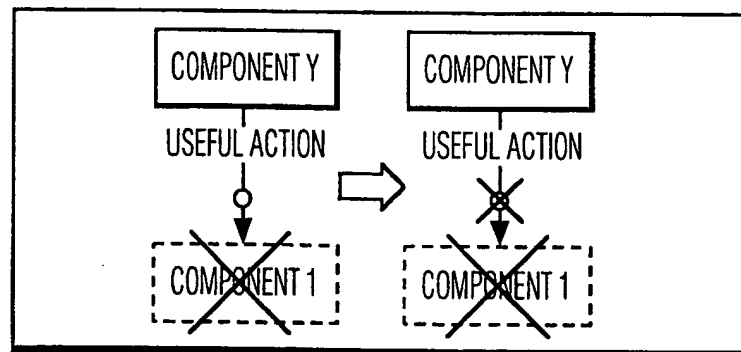 COMPONENT Y
COMPONENT Y
USEFUL ACTION
USEFUL ACTION
COMPONENT 1
COMPONENT 1